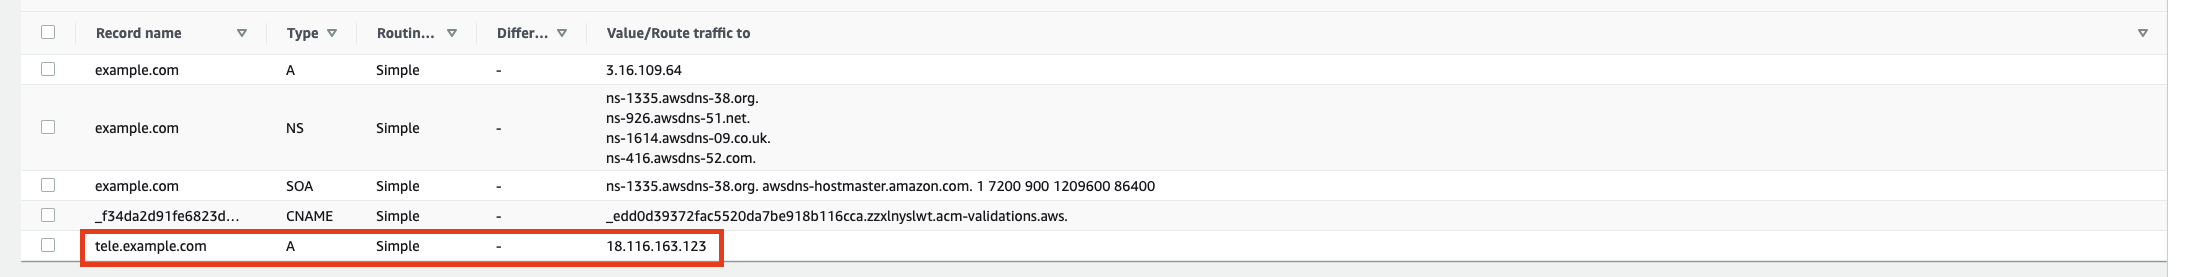 Record name Type Routin... Differ... Value/Route traffic to
example.com A Simple - 3.16.109.64
example.com NS Simple - ns-1335.awsdns-38.org.
ns-926.awsdns-51.net.
ns-1614.awsdns-09.co.uk.
ns-416.awsdns-52.com.
example.com SOA Simple - ns-1335.awsdns-38.org. awsdns-hostmaster.amazon.com. 1 7200 900 1209600 86400
_f34da2d91fe6823d... CNAME Simple - _edd0d39372fac5520da7be918b116cca.zzxlnyslwt.acm-validations.aws.
tele.example.com A Simple - 18.116.163.123